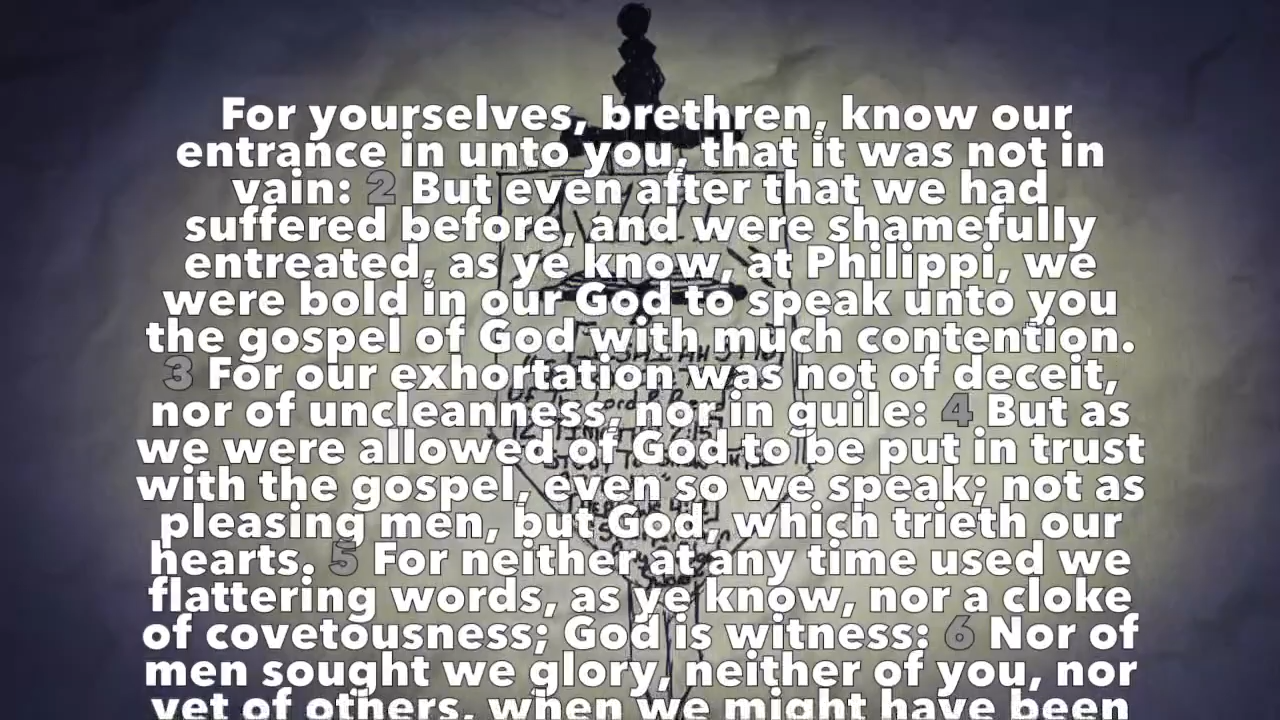 For yourselves, brethren, know our
entrance in unto you, that it was not in
vain: 2 But even after that we had
suffered before, and were shamefully
entreated, as ye know, at Philippi, we
were bold in our God to speak unto you
the gospel of God with much contention.
3 For our exhortation was not of deceit,
nor of uncleanness, nor in guile: 4 But as
we were allowed of God to be put in trust
with the gospel, even so we speak; not as
pleasing men, but God, which trieth our
hearts. 5 For neither at any time used we
flattering words, as ye know, nor a cloke
of covetousness; God is witness: 6 Nor of
men sought we glory, neither of you, nor
yet of others, when we might have been